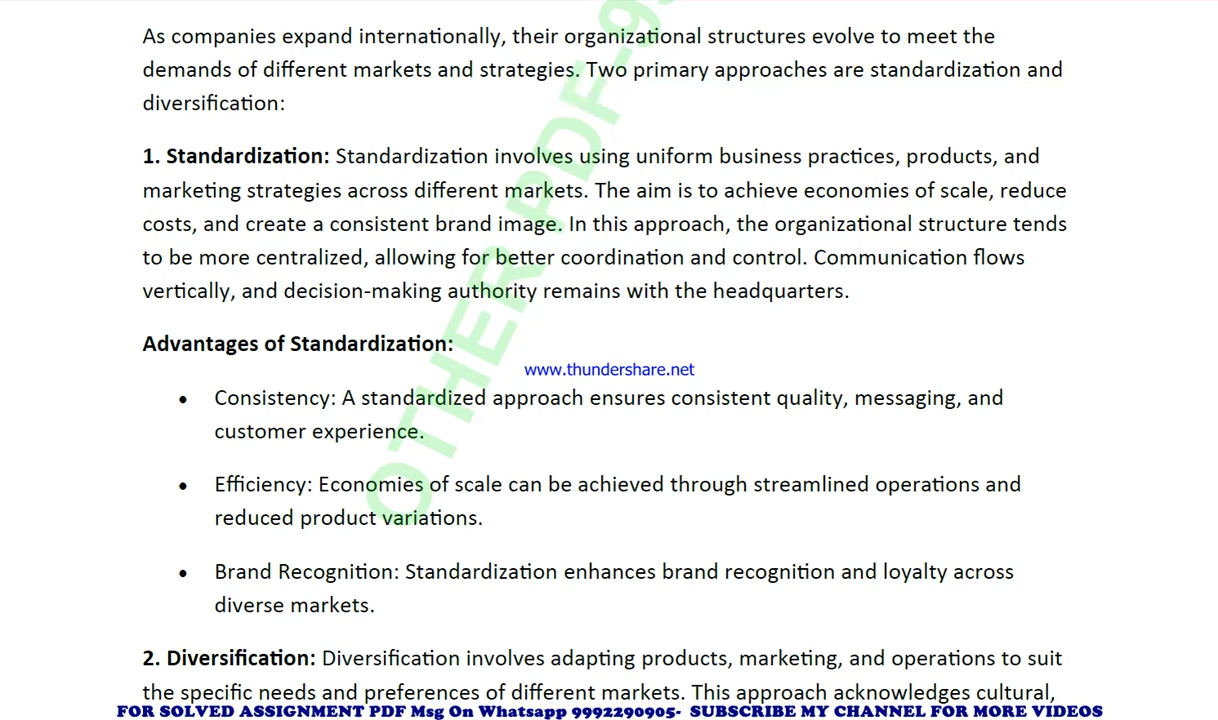 As companies expand internationally, their organizational structures evolve to meet the
demands of different markets and strategies. Two primary approaches are standardization and
diversification:
1. Standardization: Standardization involves using uniform business practices, products, and
marketing strategies across different markets. The aim is to achieve economies of scale, reduce
costs, and create a consistent brand image. In this approach, the organizational structure tends
to be more centralized, allowing for better coordination and control. Communication flows
vertically, and decision-making authority remains with the headquarters.
Advantages of Standardization:
www.thundershare.net
• Consistency: A standardized approach ensures consistent quality, messaging, and
customer experience.
• Efficiency: Economies of scale can be achieved through streamlined operations and
reduced product variations.
• Brand Recognition: Standardization enhances brand recognition and loyalty across
diverse markets.
2. Diversification: Diversification involves adapting products, marketing, and operations to suit
the specific needs and preferences of different markets. This approach acknowledges cultural,
FOR SOLVED ASSIGNMENT PDF Msg On Whatsapp 9992290905- SUBSCRIBE MY CHANNEL FOR MORE VIDEOS
OTHER PDF-9